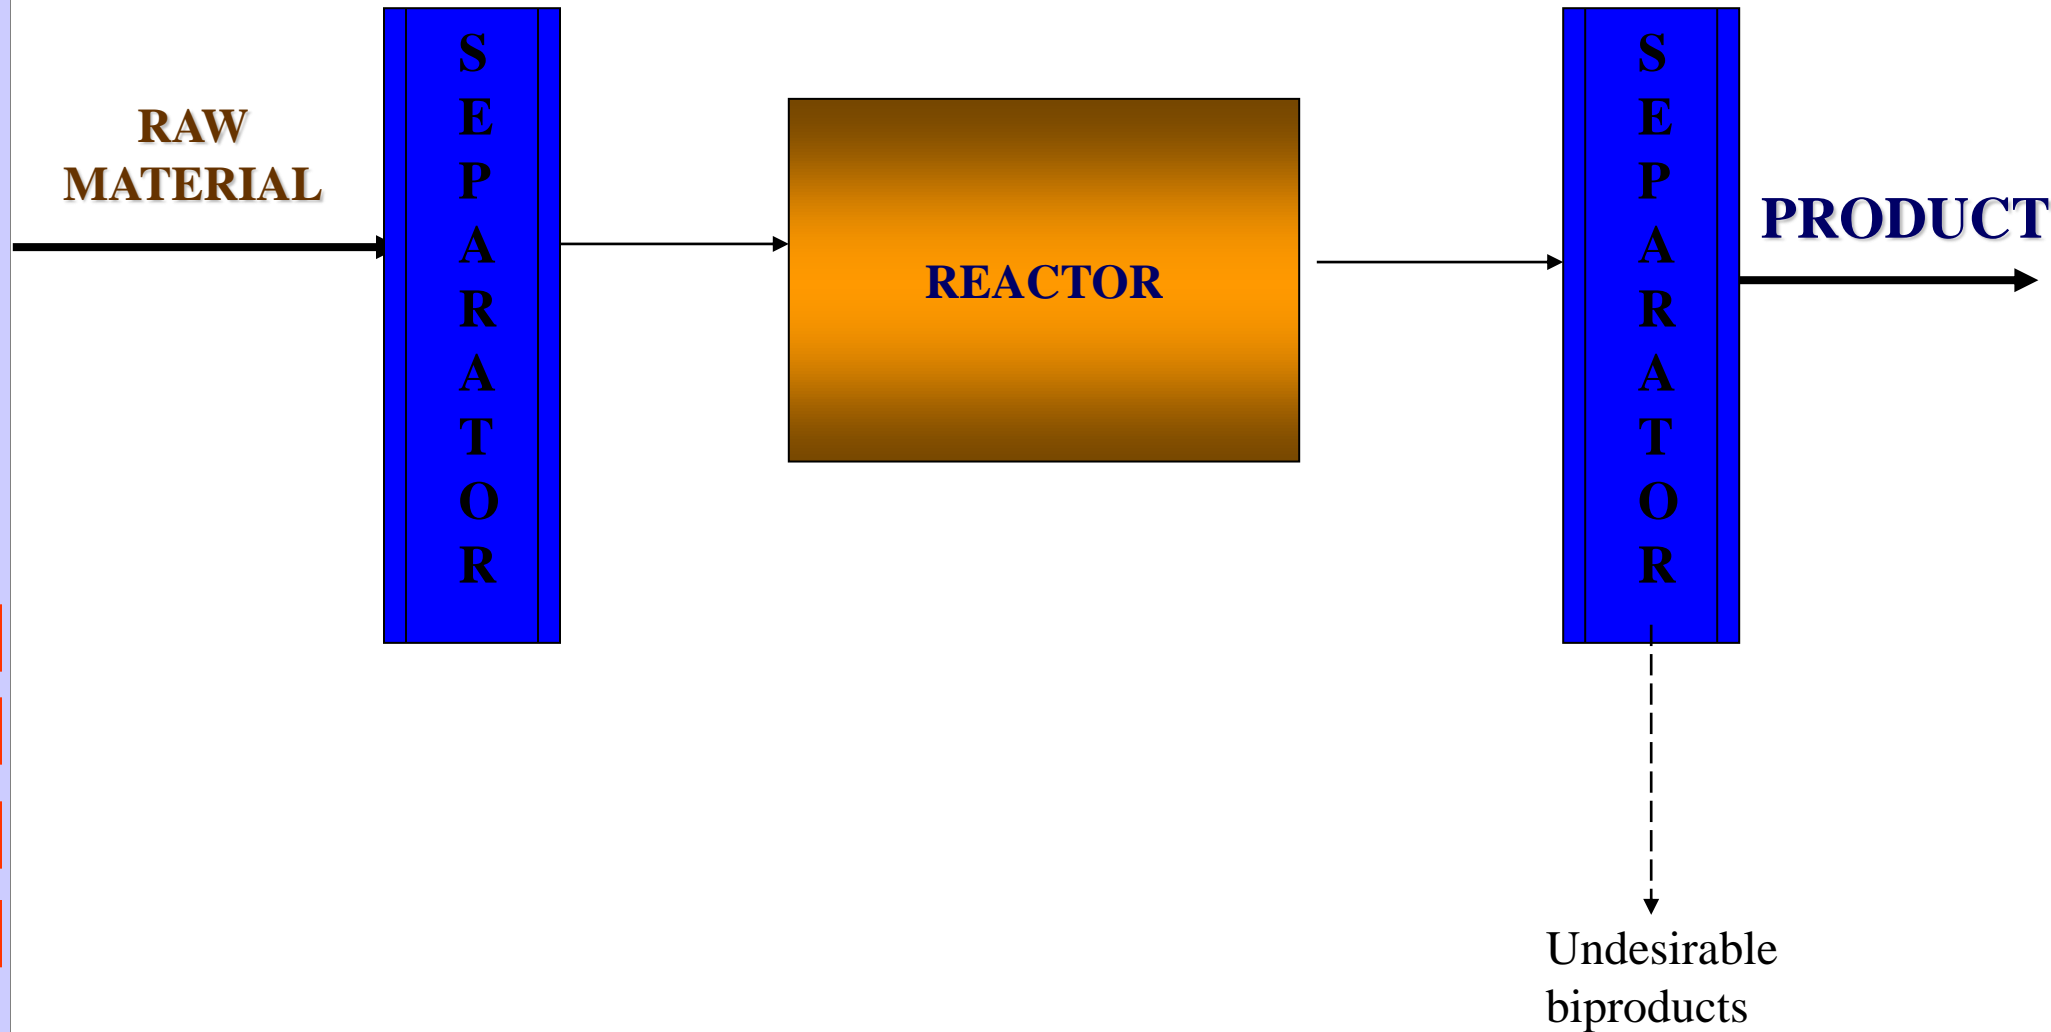 RAW
MATERIAL
SEPARATOR
REACTOR
SEPARATOR
PRODUCT
Undesirable
biproducts